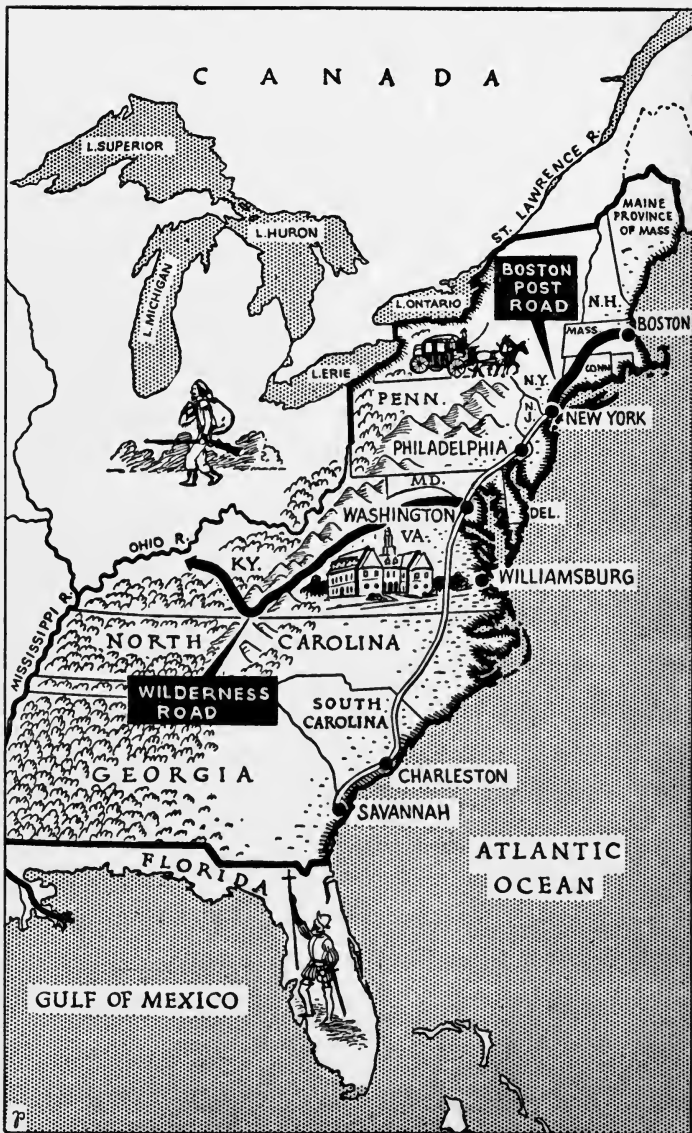 CANADA
L. SUPERIOR
L. HURON
L. MICHIGAN
ST. LAWRENCE R.
MAINE
PROVINCE
OF MASS.
BOSTON
POST
ROAD
L. ONTARIO
N.H.
MASS.
BOSTON
L. ERIE
CONN.
N.Y.
PENN.
N.
J.
NEW YORK
PHILADELPHIA
M.D.
WASHINGTON
DEL.
VA.
OHIO R.
KY.
WILLIAMSBURG
MISSISSIPPI R.
NORTH CAROLINA
WILDERNESS
ROAD
SOUTH
CAROLINA
GEORGIA
CHARLESTON
SAVANNAH
FLORIDA
ATLANTIC
OCEAN
GULF OF MEXICO
P